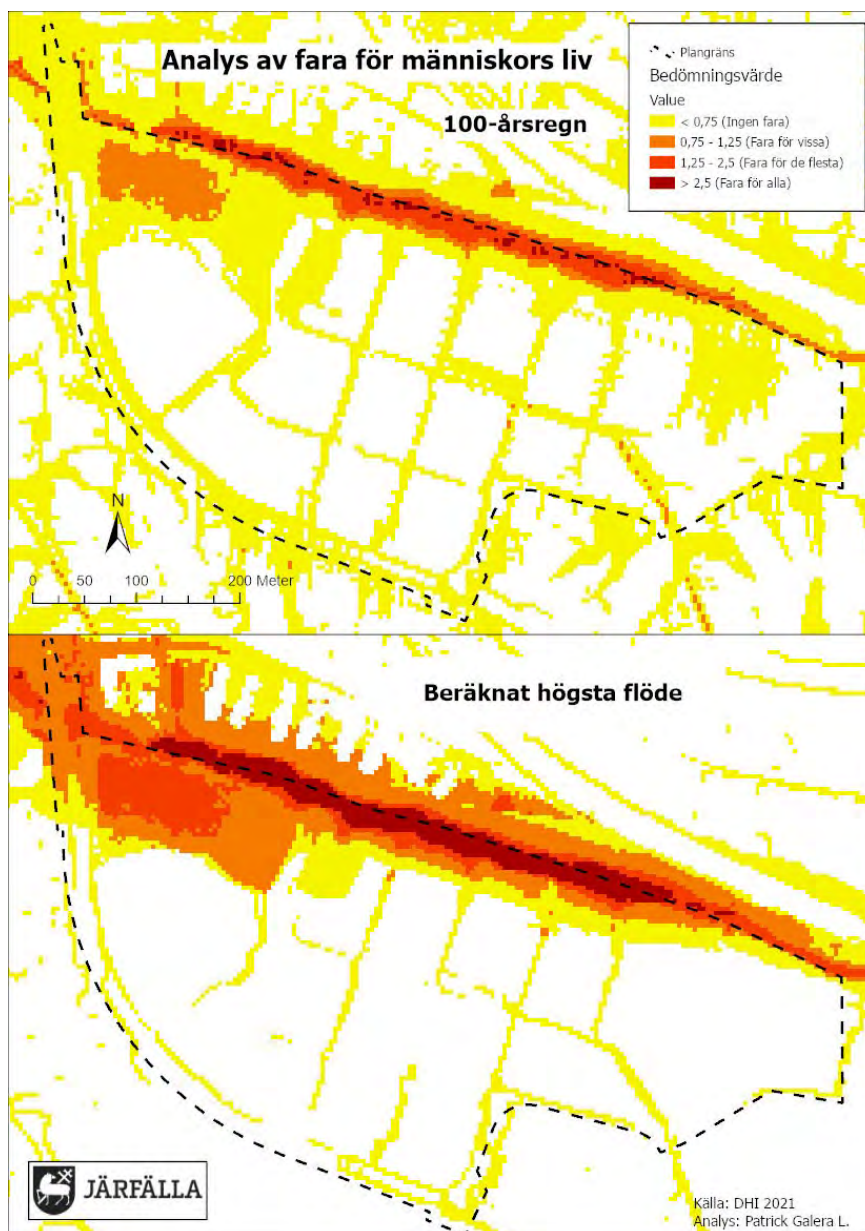 Analys av fara för människors liv
100-årsregn
Plangräns
Bedömningsvärde
Value
< 0,75 (Ingen fara)
0,75 - 1,25 (Fara för vissa)
1,25 - 2,5 (Fara för de flesta)
> 2,5 (Fara för alla)
N
0 50 100 200 Meter
Beräknat högsta flöde
JÄRFÄLLA
Källa: DHI 2021
Analys: Patrick Galera L.